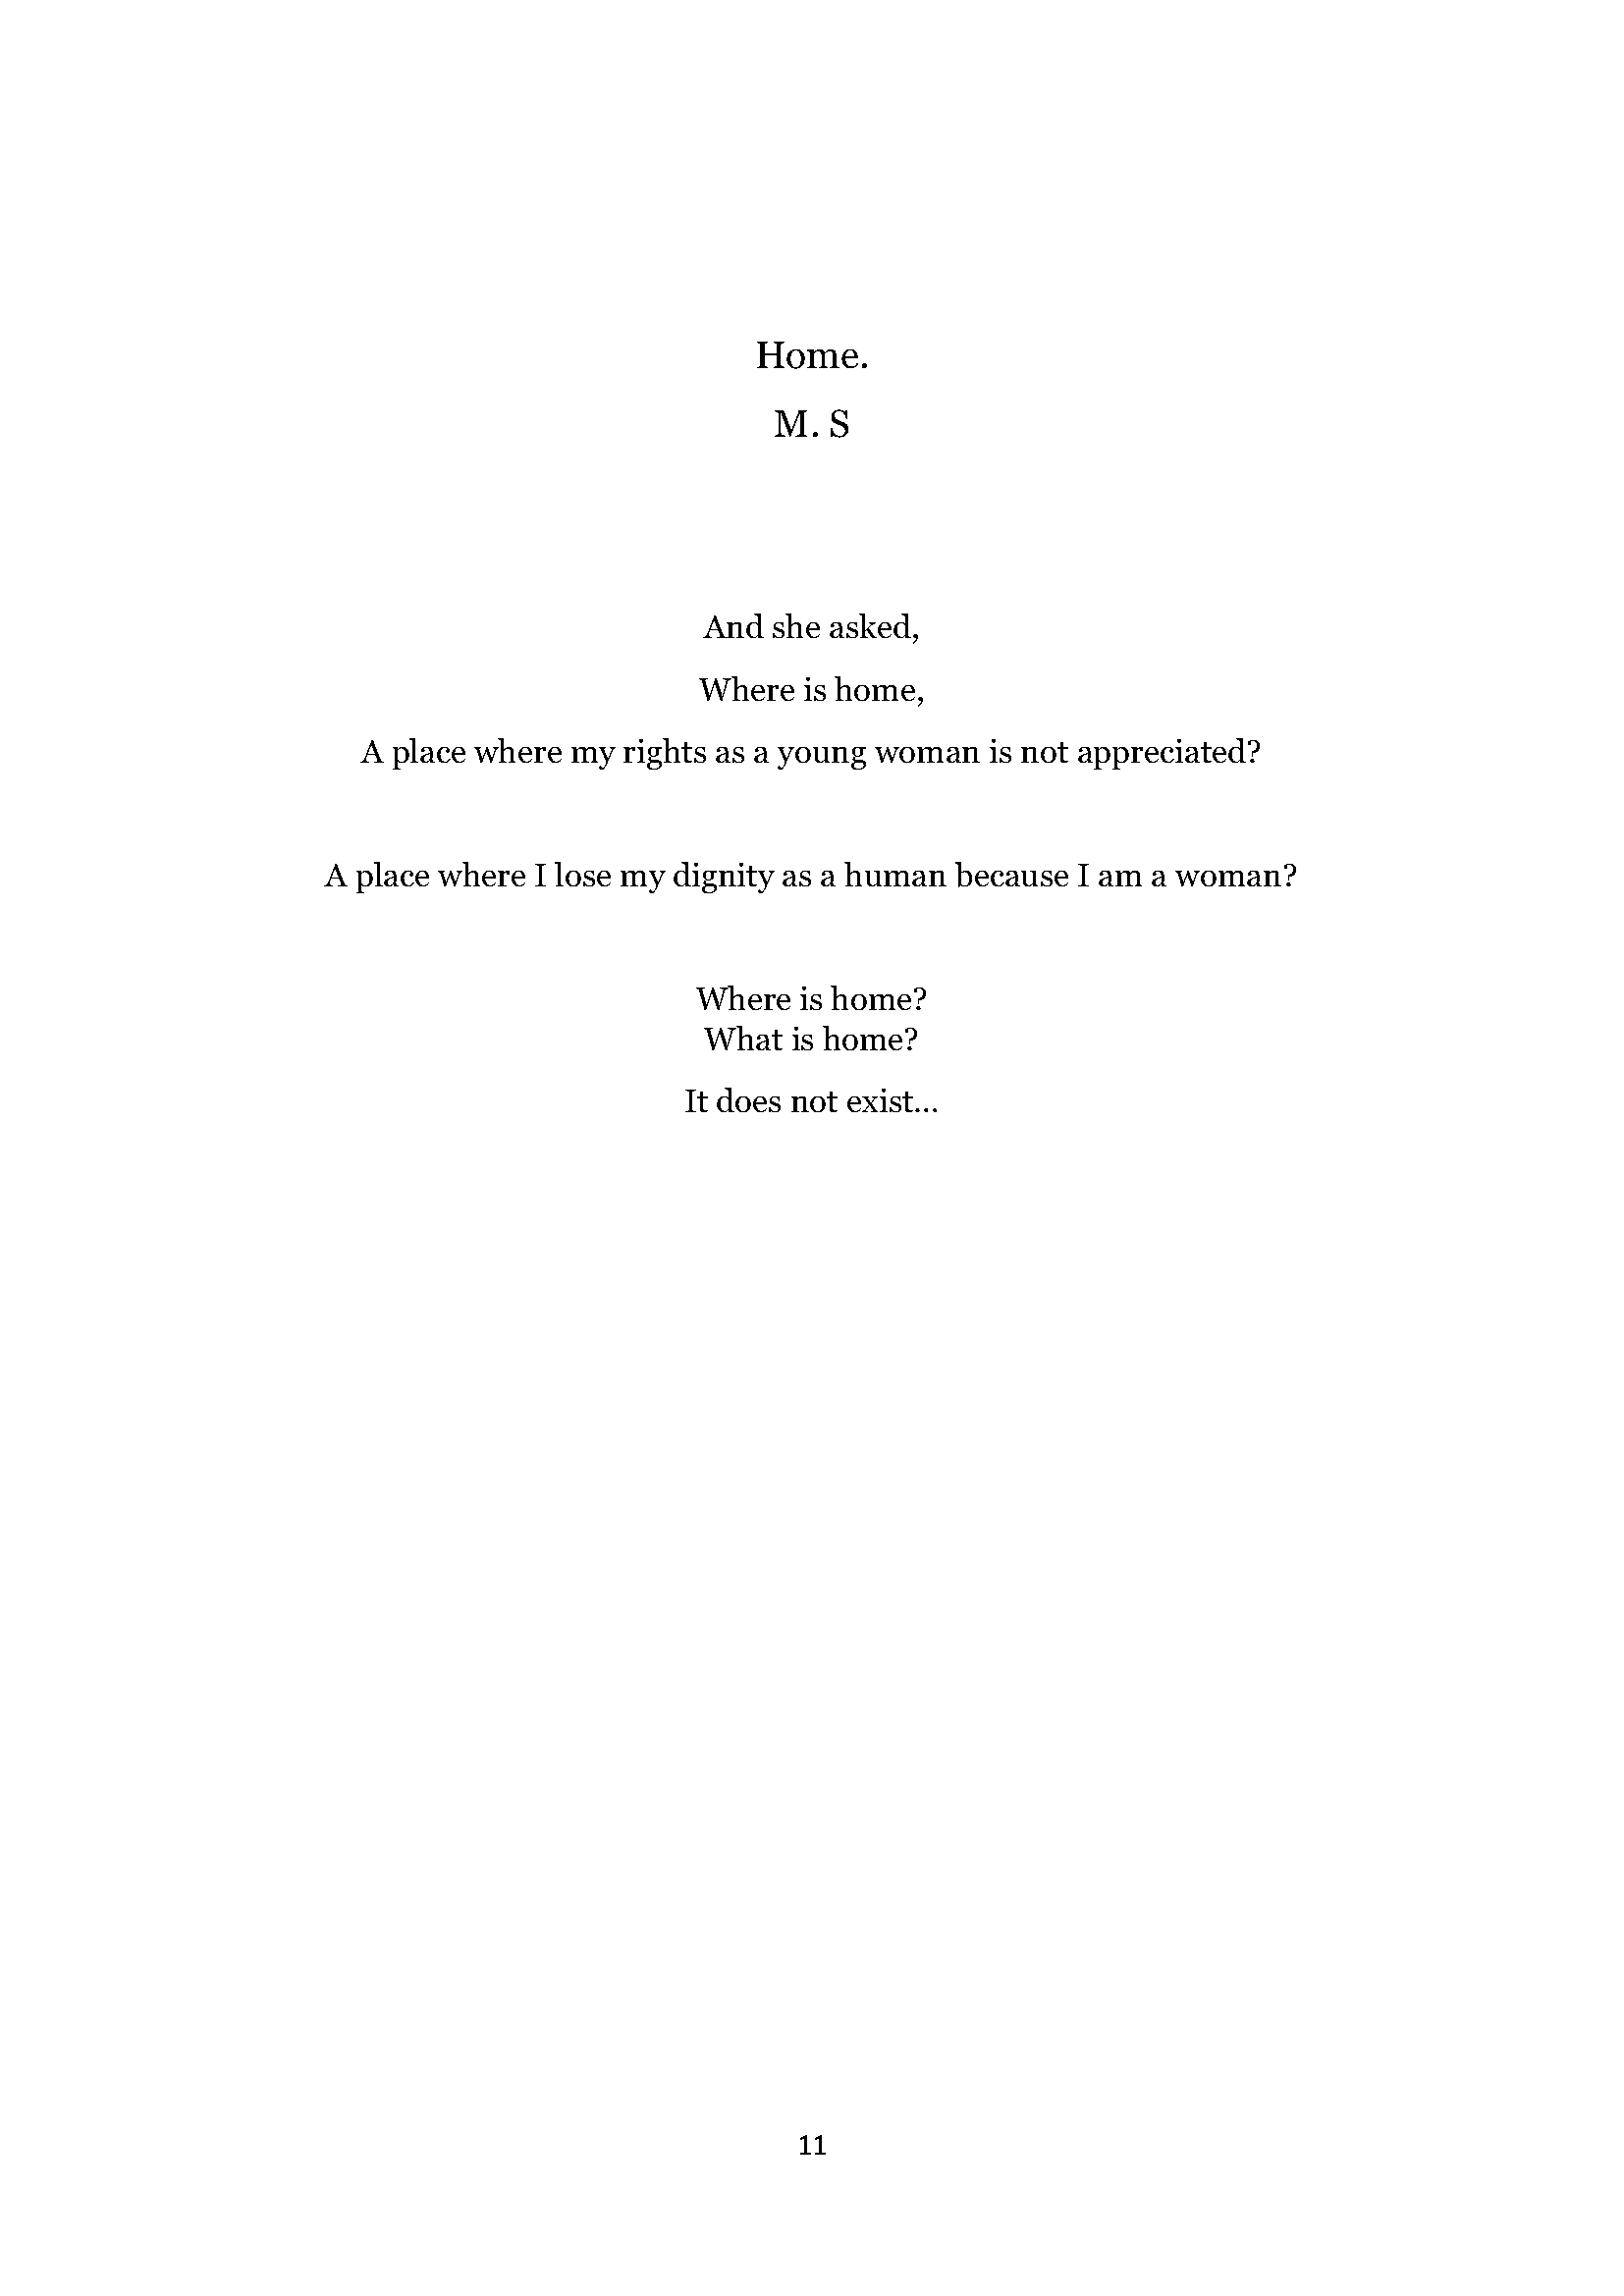 Home.
M. S
And she asked,
Where is home,
A place where my rights as a young woman is not appreciated?
A place where I lose my dignity as a human because I am a woman?
Where is home?
What is home?
It does not exist...
11